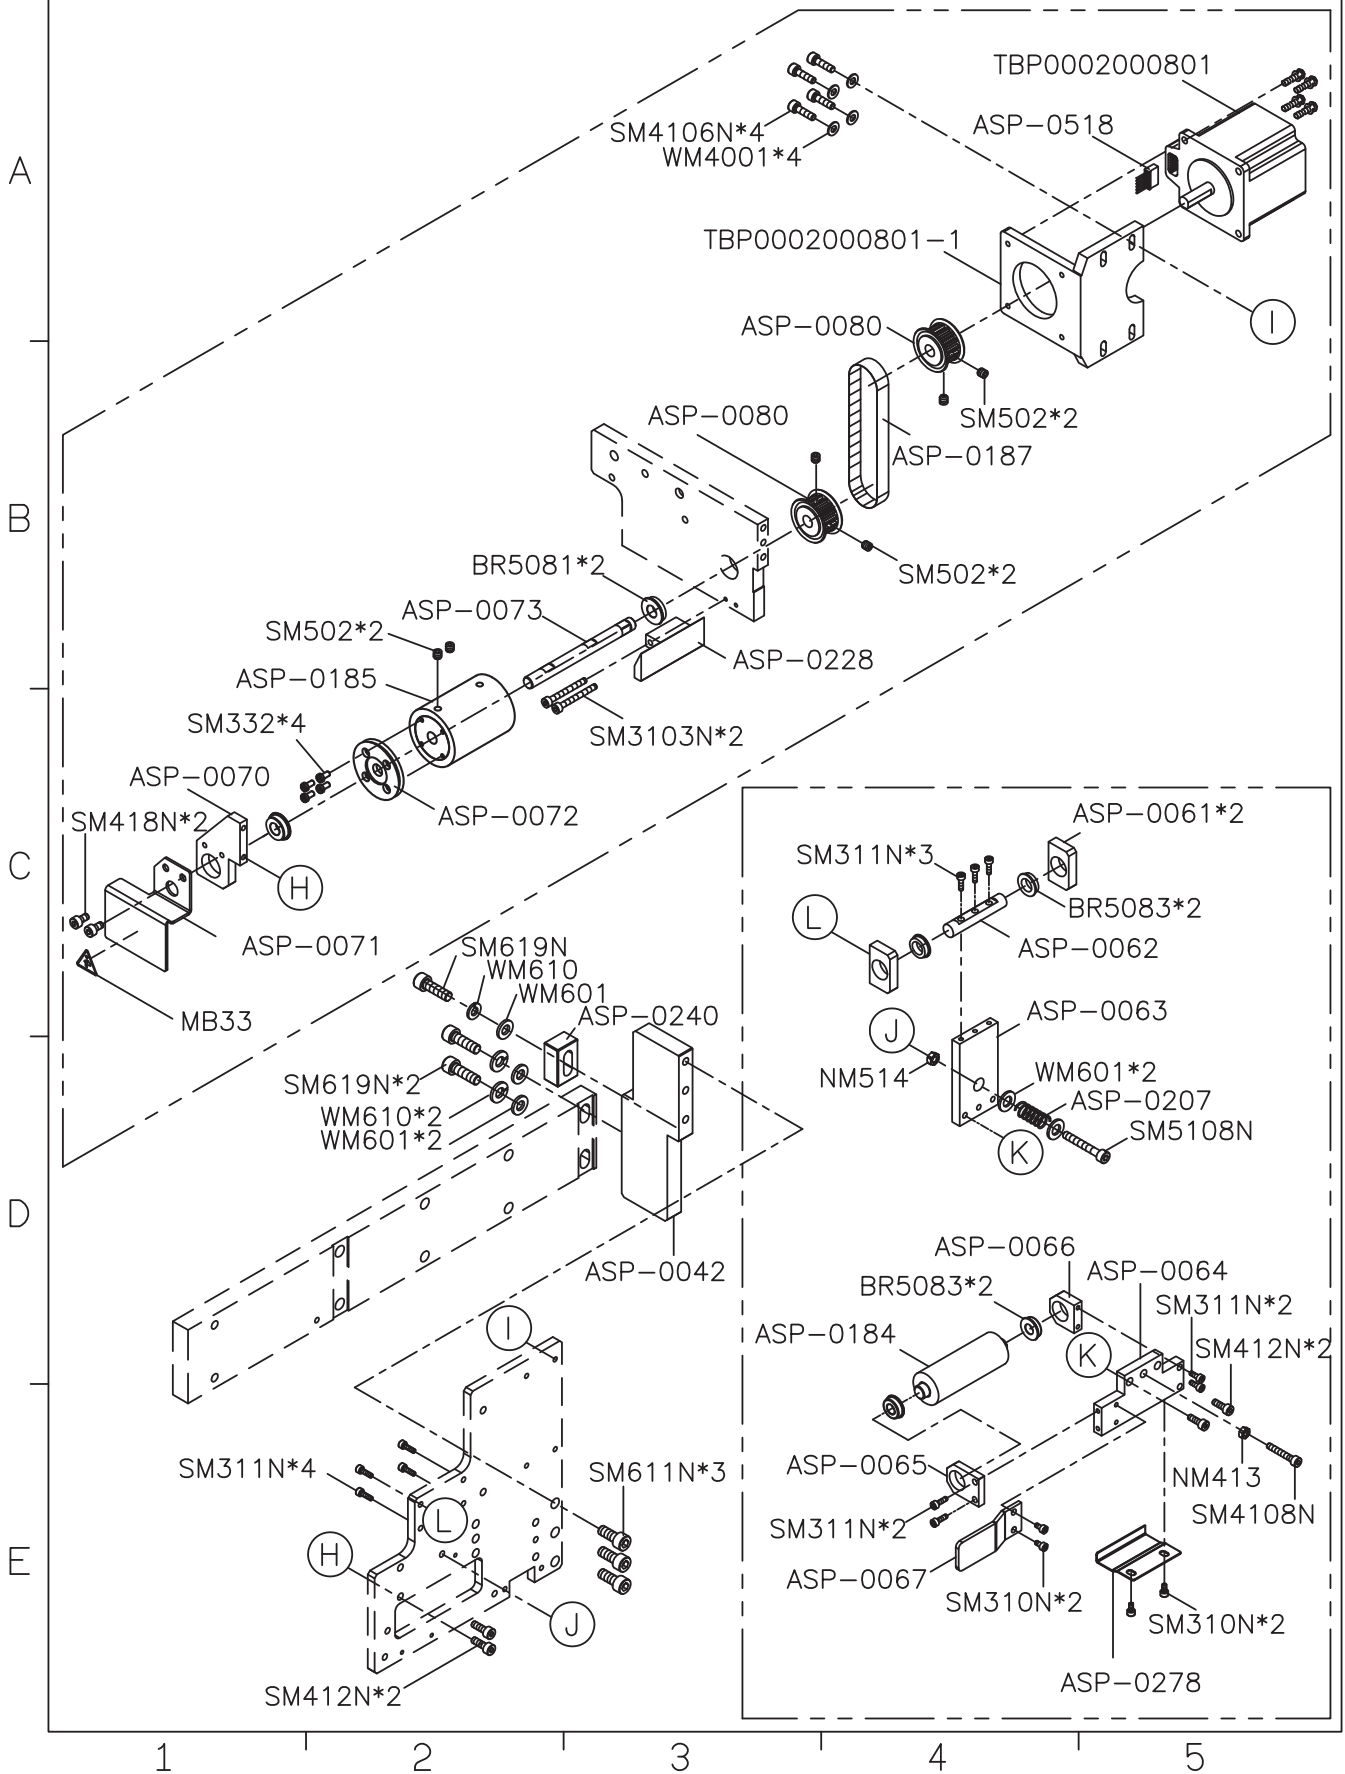 TBP0002000801
ASP-0518
SM4106N*4
WM4001*4
A
TBP0002000801-1
I
ASP-0080
SM502*2
ASP-0080
ASP-0187
B
SM502*2
BR5081*2
ASP-0073
SM502*2
ASP-0228
ASP-0185
SM3103N*2
SM332*4
ASP-0070
ASP-0072
SM418N*2
C
H
ASP-0071
MB33
ASP-0061*2
SM311N*3
BR5083*2
L
ASP-0062
SM619N
WM610
WM601
ASP-0240
ASP-0063
J
NM514
WM601*2
ASP-0207
SM5108N
K
SM619N*2
WM610*2
WM601*2
D
ASP-0042
ASP-0066
ASP-0064
BR5083*2
SM311N*2
ASP-0184
SM412N*2
K
I
SM311N*4
SM611N*3
L
ASP-0065
NM413
SM4108N
SM311N*2
E
H
ASP-0067
SM310N*2
J
SM310N*2
ASP-0278
SM412N*2
1
2
3
4
5